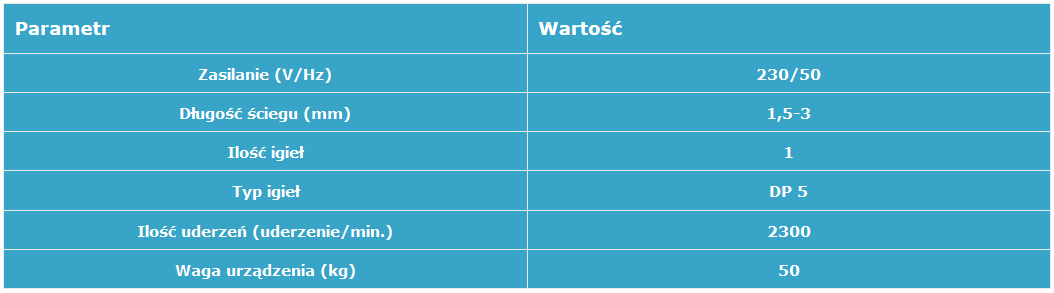 Parametr Wartość
Zasilanie (V/Hz) 230/50
Długość ściegu (mm) 1,5-3
Ilość igieł 1
Typ igieł DP 5
Ilość uderzeń (uderzenie/min.) 2300
Waga urządzenia (kg) 50